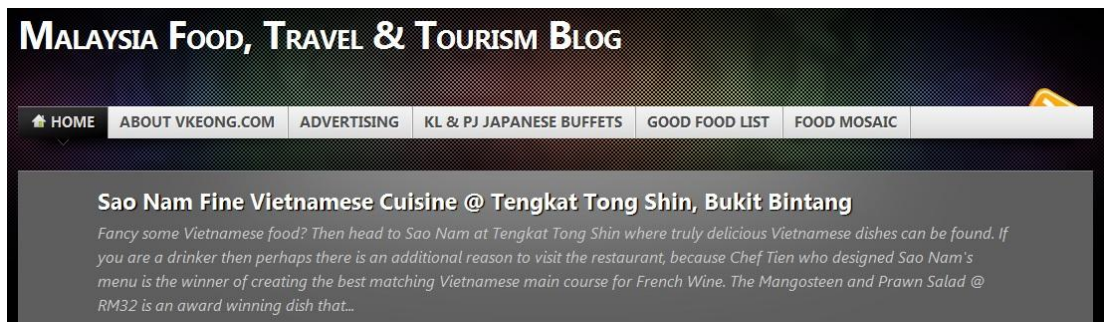 MALAYSIA FOOD, TRAVEL & TOURISM BLOG
HOME ABOUT VKEONG.COM ADVERTISING KL & PJ JAPANESE BUFFETS GOOD FOOD LIST FOOD MOSAIC
Sao Nam Fine Vietnamese Cuisine @ Tengkat Tong Shin, Bukit Bintang
Fancy some Vietnamese food? Then head to Sao Nam at Tengkat Tong Shin where truly delicious Vietnamese dishes can be found. If
you are a drinker then perhaps there is an additional reason to visit the restaurant, because Chef Tien who designed Sao Nam's
menu is the winner of creating the best matching Vietnamese main course for French Wine. The Mangosteen and Prawn Salad @
RM32 is an award winning dish that...